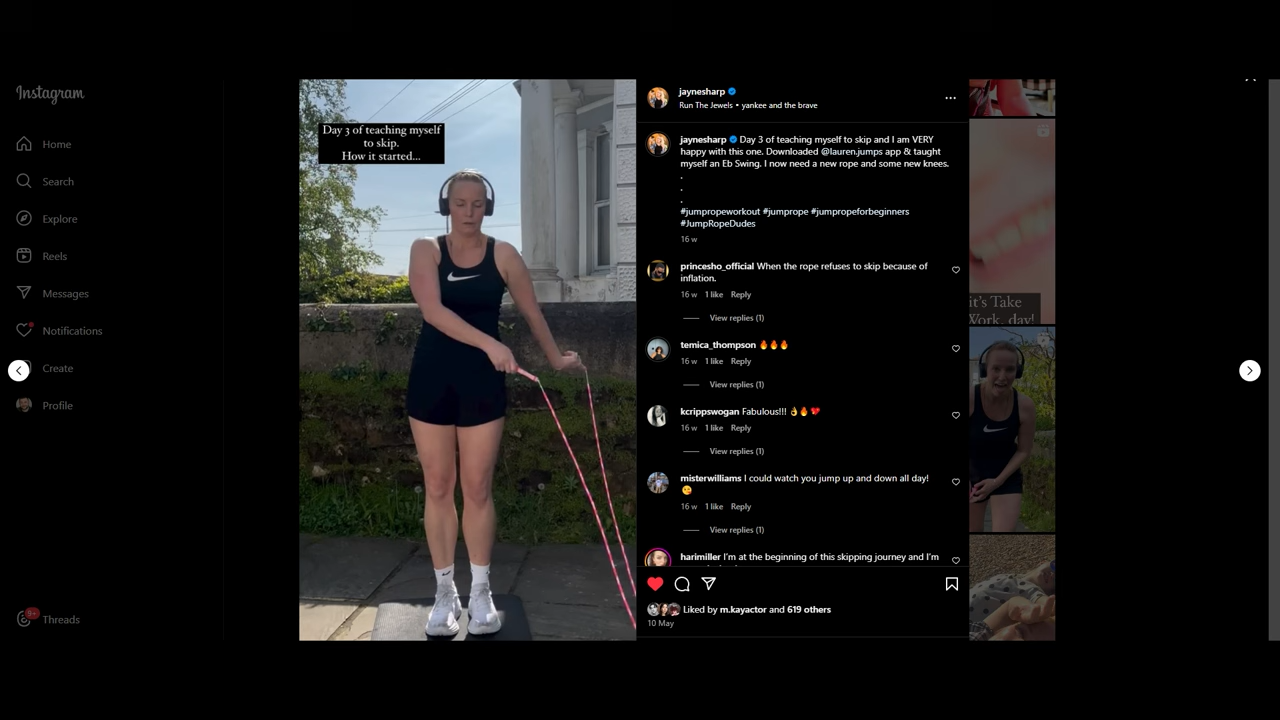 Instagram
Home
Search
Explore
Reels
Messages
Notifications
Create
Profile
9+
Threads
Day 3 of teaching myself
to skip.
How it started...
jaynesharp
Run The Jewels • yankee and the brave
jaynesharp Day 3 of teaching myself to skip and I am VERY
happy with this one. Downloaded @lauren.jumps app & taught
myself an Eb Swing. I now need a new rope and some new knees.
.
.
.
#jumpropeworkout #jumprope #jumpropeforbeginners
#JumpRopeDudes
16 w
princesho_official When the rope refuses to skip because of
inflation.
16 w 1 like Reply
View replies (1)
temica_thompson 🔥🔥🔥
16 w 1 like Reply
View replies (1)
kcrippswogan Fabulous!!! 👌🔥💖
16 w 1 like Reply
View replies (1)
misterwilliams I could watch you jump up and down all day!
😘
16 w 1 like Reply
View replies (1)
harimiller I'm at the beginning of this skipping journey and I'm
Liked by m.kayactor and 619 others
10 May
it's Take
Work, day!